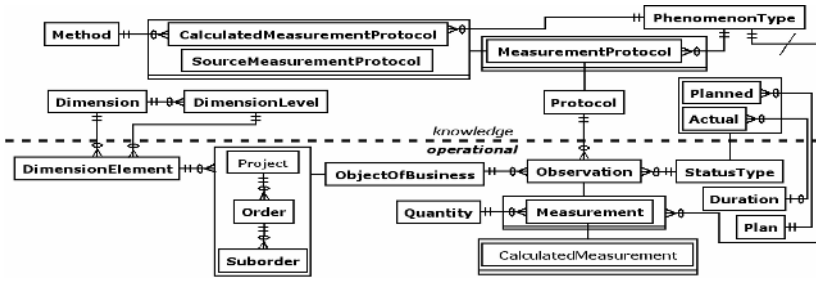 PhenomenonType
Method
CalculatedMeasurementProtocol
SourceMeasurementProtocol
MeasurementProtocol
Dimension
DimensionLevel
Protocol
Planned
Actual
knowledge
operational
DimensionElement
Project
ObjectOfBusiness
Observation
StatusType
Order
Quantity
Measurement
Duration
Plan
Suborder
CalculatedMeasurement